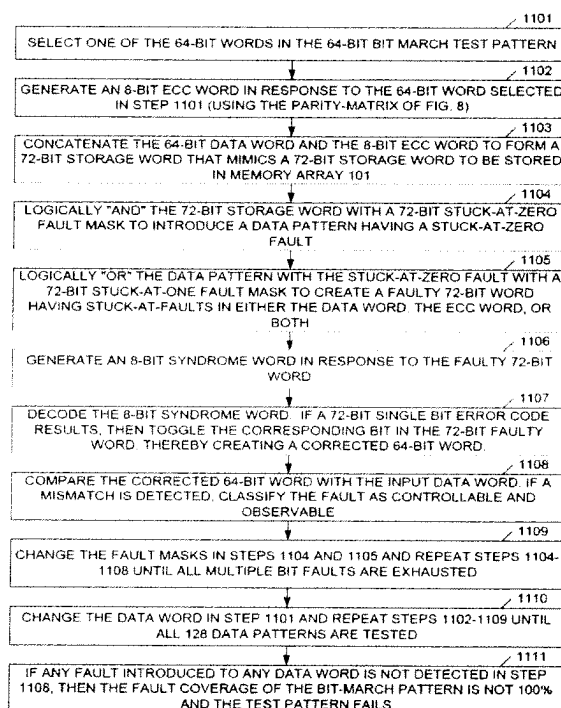 1101
SELECT ONE OF THE 64-BIT WORDS IN THE 64-BIT BIT MARCH TEST PATTERN
1102
GENERATE AN 8-BIT ECC WORD IN RESPONSE TO THE 64-BIT WORD SELECTED
IN STEP 1101 (USING THE PARITY-MATRIX OF FIG. 8)
1103
CONCATENATE THE 64-BIT DATA WORD AND THE 8-BIT ECC WORD TO FORM A
72-BIT STORAGE WORD THAT MIMICS A 72-BIT STORAGE WORD TO BE STORED
IN MEMORY ARRAY 101
1104
LOGICALLY "AND" THE 72-BIT STORAGE WORD WITH A 72-BIT STUCK-AT-ZERO
FAULT MASK TO INTRODUCE A DATA PATTERN HAVING A STUCK-AT-ZERO
FAULT
1105
LOGICALLY "OR" THE DATA PATTERN WITH THE STUCK-AT-ZERO FAULT WITH A
72-BIT STUCK-AT-ONE FAULT MASK TO CREATE A FAULTY 72-BIT WORD
HAVING STUCK-AT-FAULTS IN EITHER THE DATA WORD, THE ECC WORD, OR
BOTH
1106
GENERATE AN 8-BIT SYNDROME WORD IN RESPONSE TO THE FAULTY 72-BIT
WORD
1107
DECODE THE 8-BIT SYNDROME WORD. IF A 72-BIT SINGLE BIT ERROR CODE
RESULTS, THEN TOGGLE THE CORRESPONDING BIT IN THE 72-BIT FAULTY
WORD, THEREBY CREATING A CORRECTED 64-BIT WORD.
1108
COMPARE THE CORRECTED 64-BIT WORD WITH THE INPUT DATA WORD. IF A
MISMATCH IS DETECTED, CLASSIFY THE FAULT AS CONTROLLABLE AND
OBSERVABLE
1109
CHANGE THE FAULT MASKS IN STEPS 1104 AND 1105 AND REPEAT STEPS 1104-
1108 UNTIL ALL MULTIPLE BIT FAULTS ARE EXHAUSTED
1110
CHANGE THE DATA WORD IN STEP 1101 AND REPEAT STEPS 1102-1109 UNTIL
ALL 128 DATA PATTERNS ARE TESTED
1111
IF ANY FAULT INTRODUCED TO ANY DATA WORD IS NOT DETECTED IN STEP
1108, THEN THE FAULT COVERAGE OF THE BIT-MARCH PATTERN IS NOT 100%
AND THE TEST PATTERN FAILS